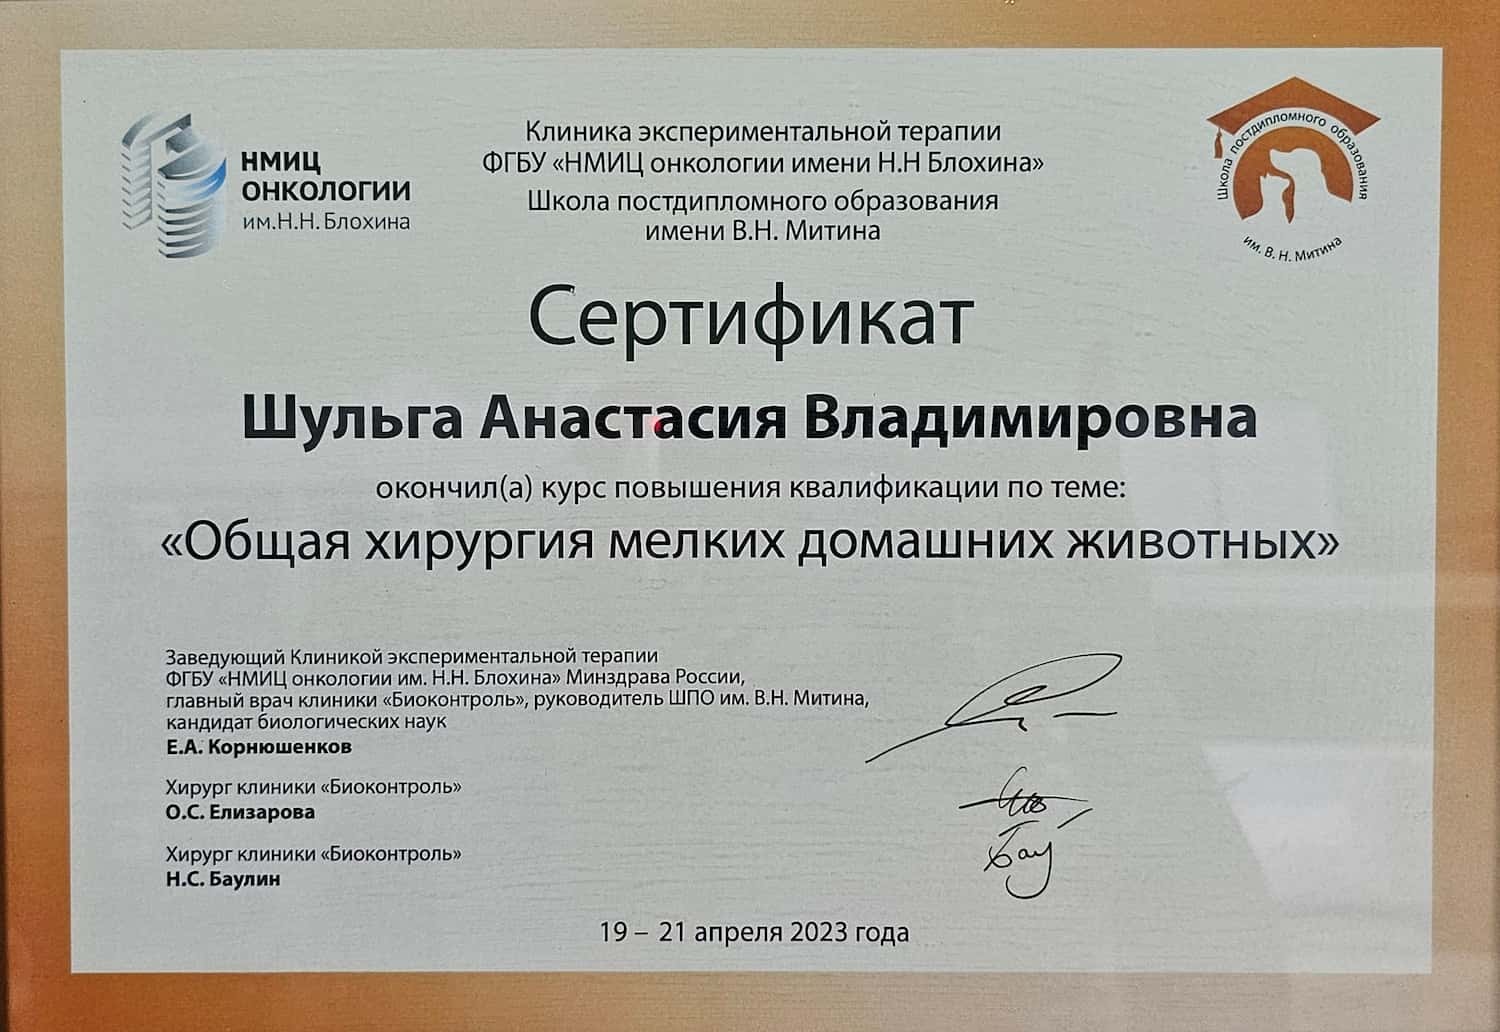 НМИЦ
ОНКОЛОГИИ
им.Н.Н. Блохина
Клиника экспериментальной терапии
ФГБУ «НМИЦ онкологии имени Н.Н Блохина»
Школа постдипломного образования
имени В.Н. Митина
Школа постдипломного образования
им. В. Н. Митина
Сертификат
Шульга Анастасия Владимировна
окончил(а) курс повышения квалификации по теме:
«Общая хирургия мелких домашних животных»
Заведующий Клиникой экспериментальной терапии
ФГБУ «НМИЦ онкологии им. Н.Н. Блохина» Минздрава России,
главный врач клиники «Биоконтроль», руководитель ШПО им. В.Н. Митина,
кандидат биологических наук
Е.А. Корнюшенков
Хирург клиники «Биоконтроль»
О.С. Елизарова
Хирург клиники «Биоконтроль»
Н.С. Баулин
19 – 21 апреля 2023 года